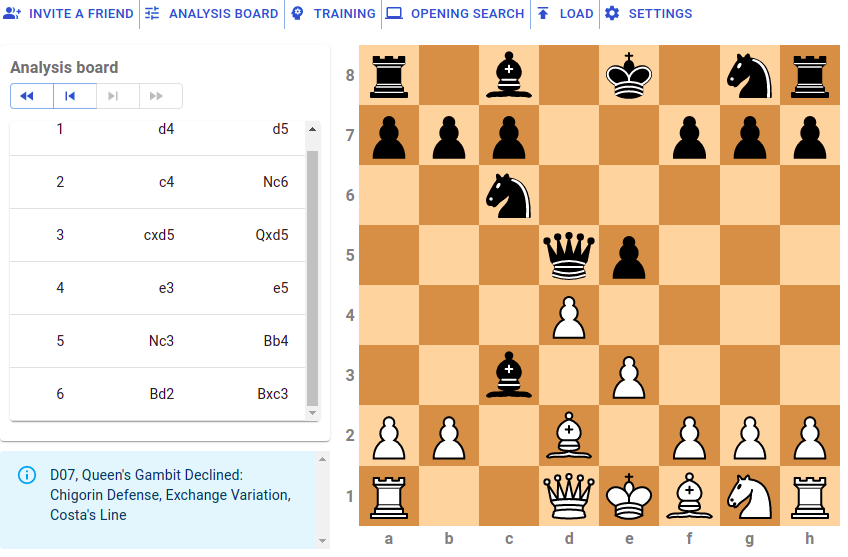 INVITE A FRIEND ANALYSIS BOARD TRAINING OPENING SEARCH LOAD SETTINGS
Analysis board
1 d4 d5
2 c4 Nc6
3 cxd5 Qxd5
4 e3 e5
5 Nc3 Bb4
6 Bd2 Bxc3
D07, Queen's Gambit Declined:
Chigorin Defense, Exchange Variation,
Costa's Line
8
7
6
5
4
3
2
1
a b c d e f g h